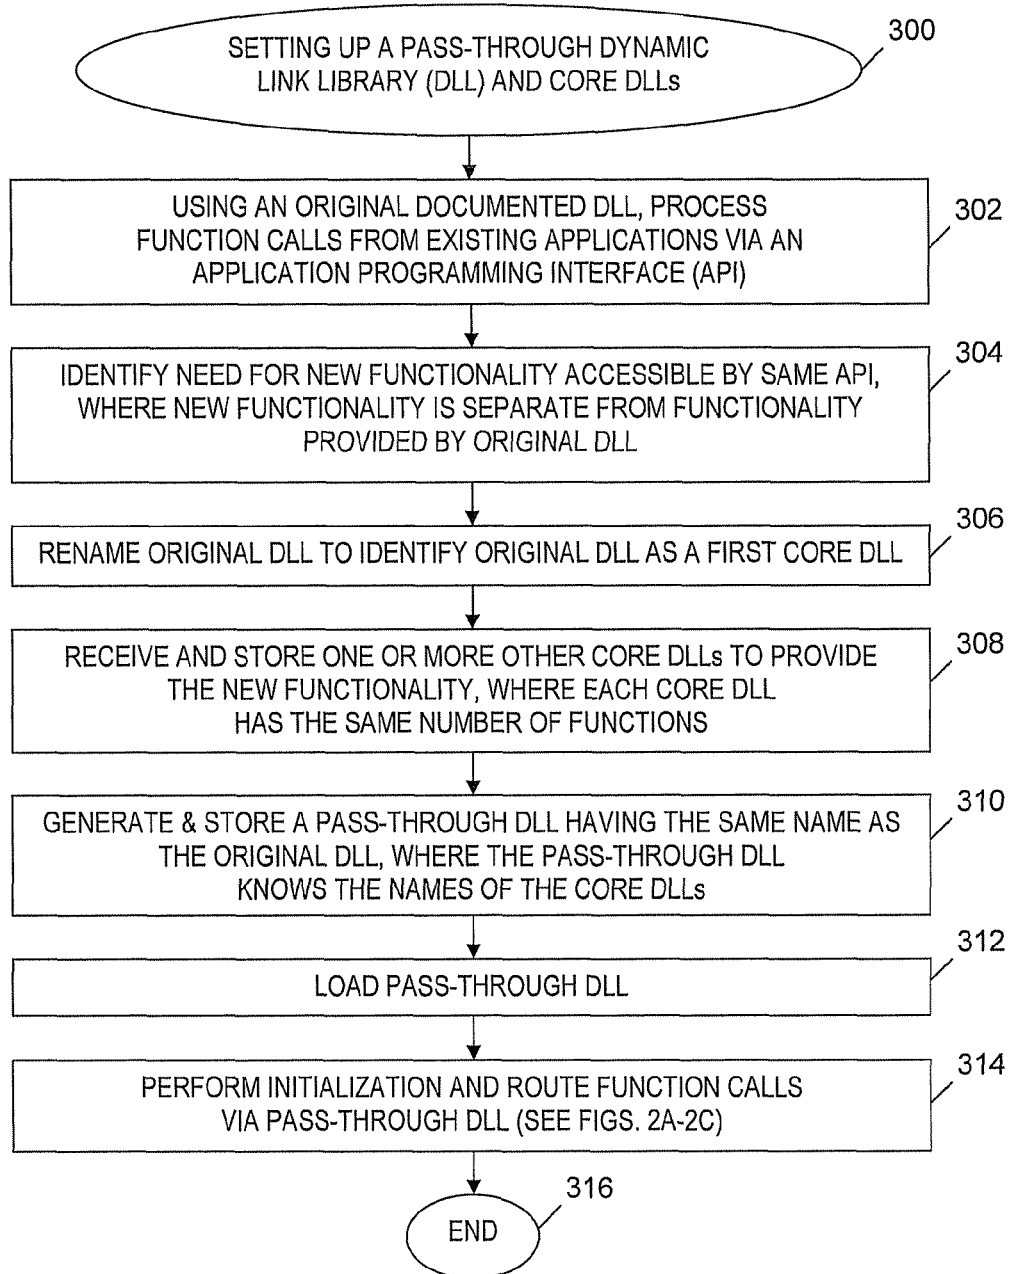 SETTING UP A PASS-THROUGH DYNAMIC
LINK LIBRARY (DLL) AND CORE DLLs
300
USING AN ORIGINAL DOCUMENTED DLL, PROCESS
FUNCTION CALLS FROM EXISTING APPLICATIONS VIA AN
APPLICATION PROGRAMMING INTERFACE (API)
302
IDENTIFY NEED FOR NEW FUNCTIONALITY ACCESSIBLE BY SAME API,
WHERE NEW FUNCTIONALITY IS SEPARATE FROM FUNCTIONALITY
PROVIDED BY ORIGINAL DLL
304
RENAME ORIGINAL DLL TO IDENTIFY ORIGINAL DLL AS A FIRST CORE DLL
306
RECEIVE AND STORE ONE OR MORE OTHER CORE DLLs TO PROVIDE
THE NEW FUNCTIONALITY, WHERE EACH CORE DLL
HAS THE SAME NUMBER OF FUNCTIONS
308
GENERATE & STORE A PASS-THROUGH DLL HAVING THE SAME NAME AS
THE ORIGINAL DLL, WHERE THE PASS-THROUGH DLL
KNOWS THE NAMES OF THE CORE DLLs
310
LOAD PASS-THROUGH DLL
312
PERFORM INITIALIZATION AND ROUTE FUNCTION CALLS
VIA PASS-THROUGH DLL (SEE FIGS. 2A-2C)
314
END
316